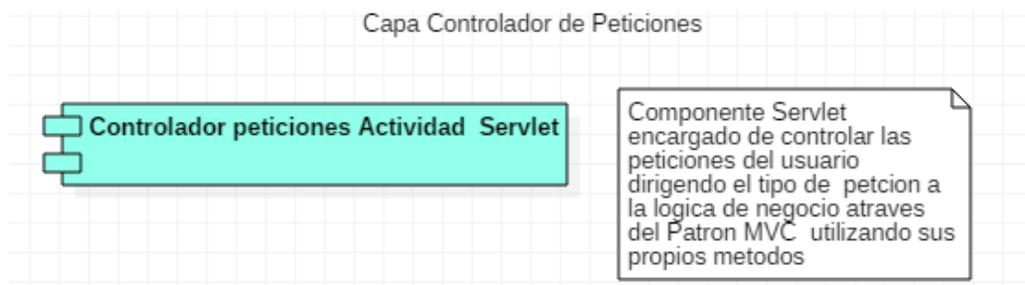 Capa Controlador de Peticiones
Controlador peticiones Actividad  Servlet
Componente Servlet
encargado de controlar las
peticiones del usuario
dirigendo el tipo de  petcion a
la logica de negocio atraves
del Patron MVC  utilizando sus
propios metodos